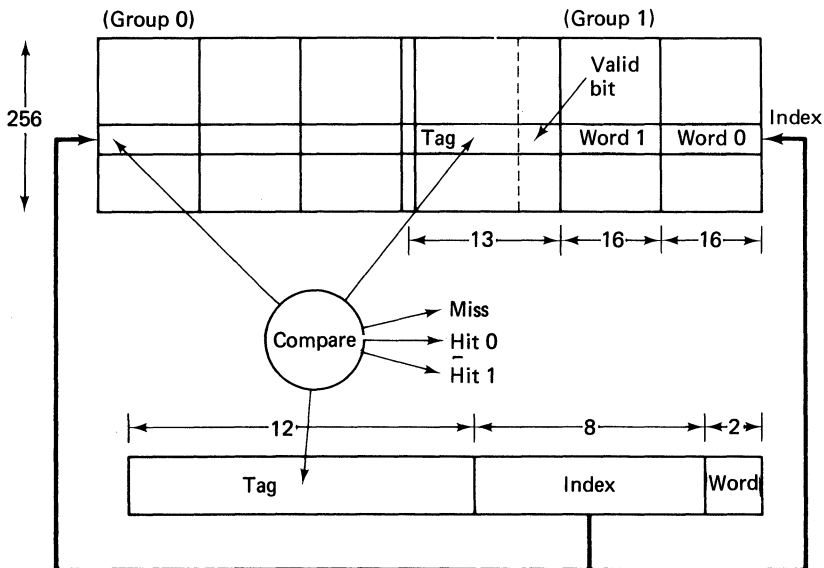 (Group 0)
(Group 1)
Valid
bit
256
Index
Tag
Word 1
Word 0
13
16
16
Compare
Miss
Hit 0
Hit 1
12
8
2
Tag
Index
Word